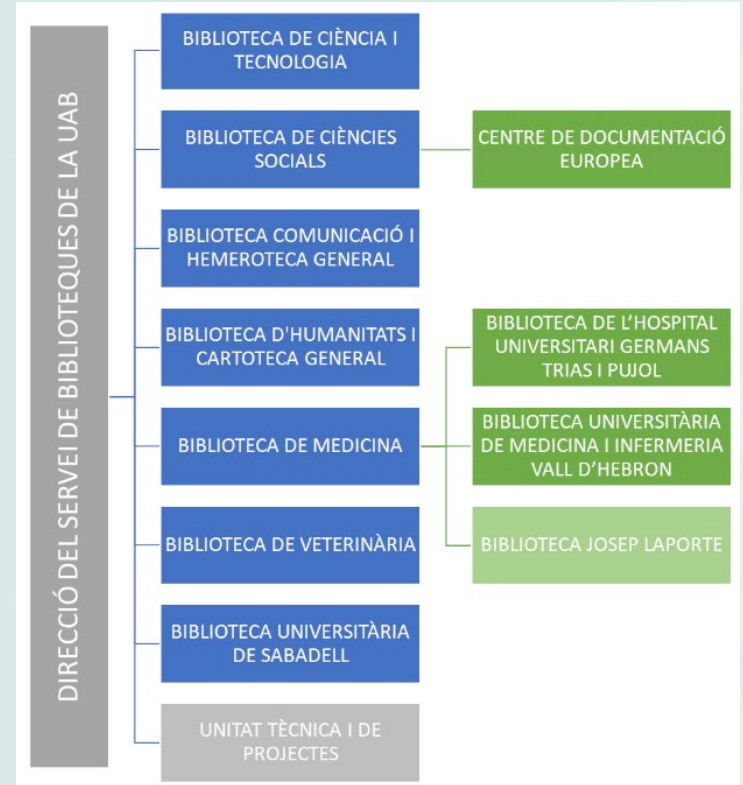 DIRECCIÓ DEL SERVEI DE BIBLIOTEQUES DE LA UAB
BIBLIOTECA DE CIÈNCIA I
TECNOLOGIA
BIBLIOTECA DE CIÈNCIES
SOCIALS
CENTRE DE DOCUMENTACIÓ
EUROPEA
BIBLIOTECA COMUNICACIÓ I
HEMEROTECA GENERAL
BIBLIOTECA D'HUMANITATS I
CARTOTECA GENERAL
BIBLIOTECA DE L’HOSPITAL
UNIVERSITARI GERMANS
TRIAS I PUJOL
BIBLIOTECA DE MEDICINA
BIBLIOTECA UNIVERSITÀRIA
DE MEDICINA I INFERMERIA
VALL D’HEBRON
BIBLIOTECA DE VETERINÀRIA
BIBLIOTECA JOSEP LAPORTE
BIBLIOTECA UNIVERSITÀRIA
DE SABADELL
UNITAT TÈCNICA I DE
PROJECTES